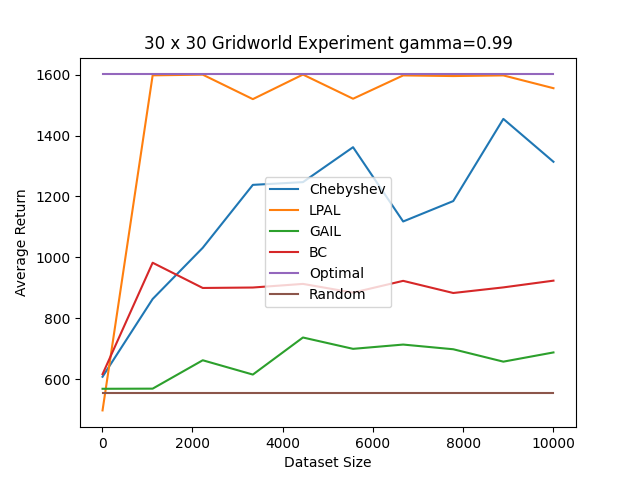 30 x 30 Gridworld Experiment gamma=0.99
1600
1400
1200
1000
800
600
Average Return
Chebyshev
LPAL
GAIL
BC
Optimal
Random
0 2000 4000 6000 8000 10000
Dataset Size